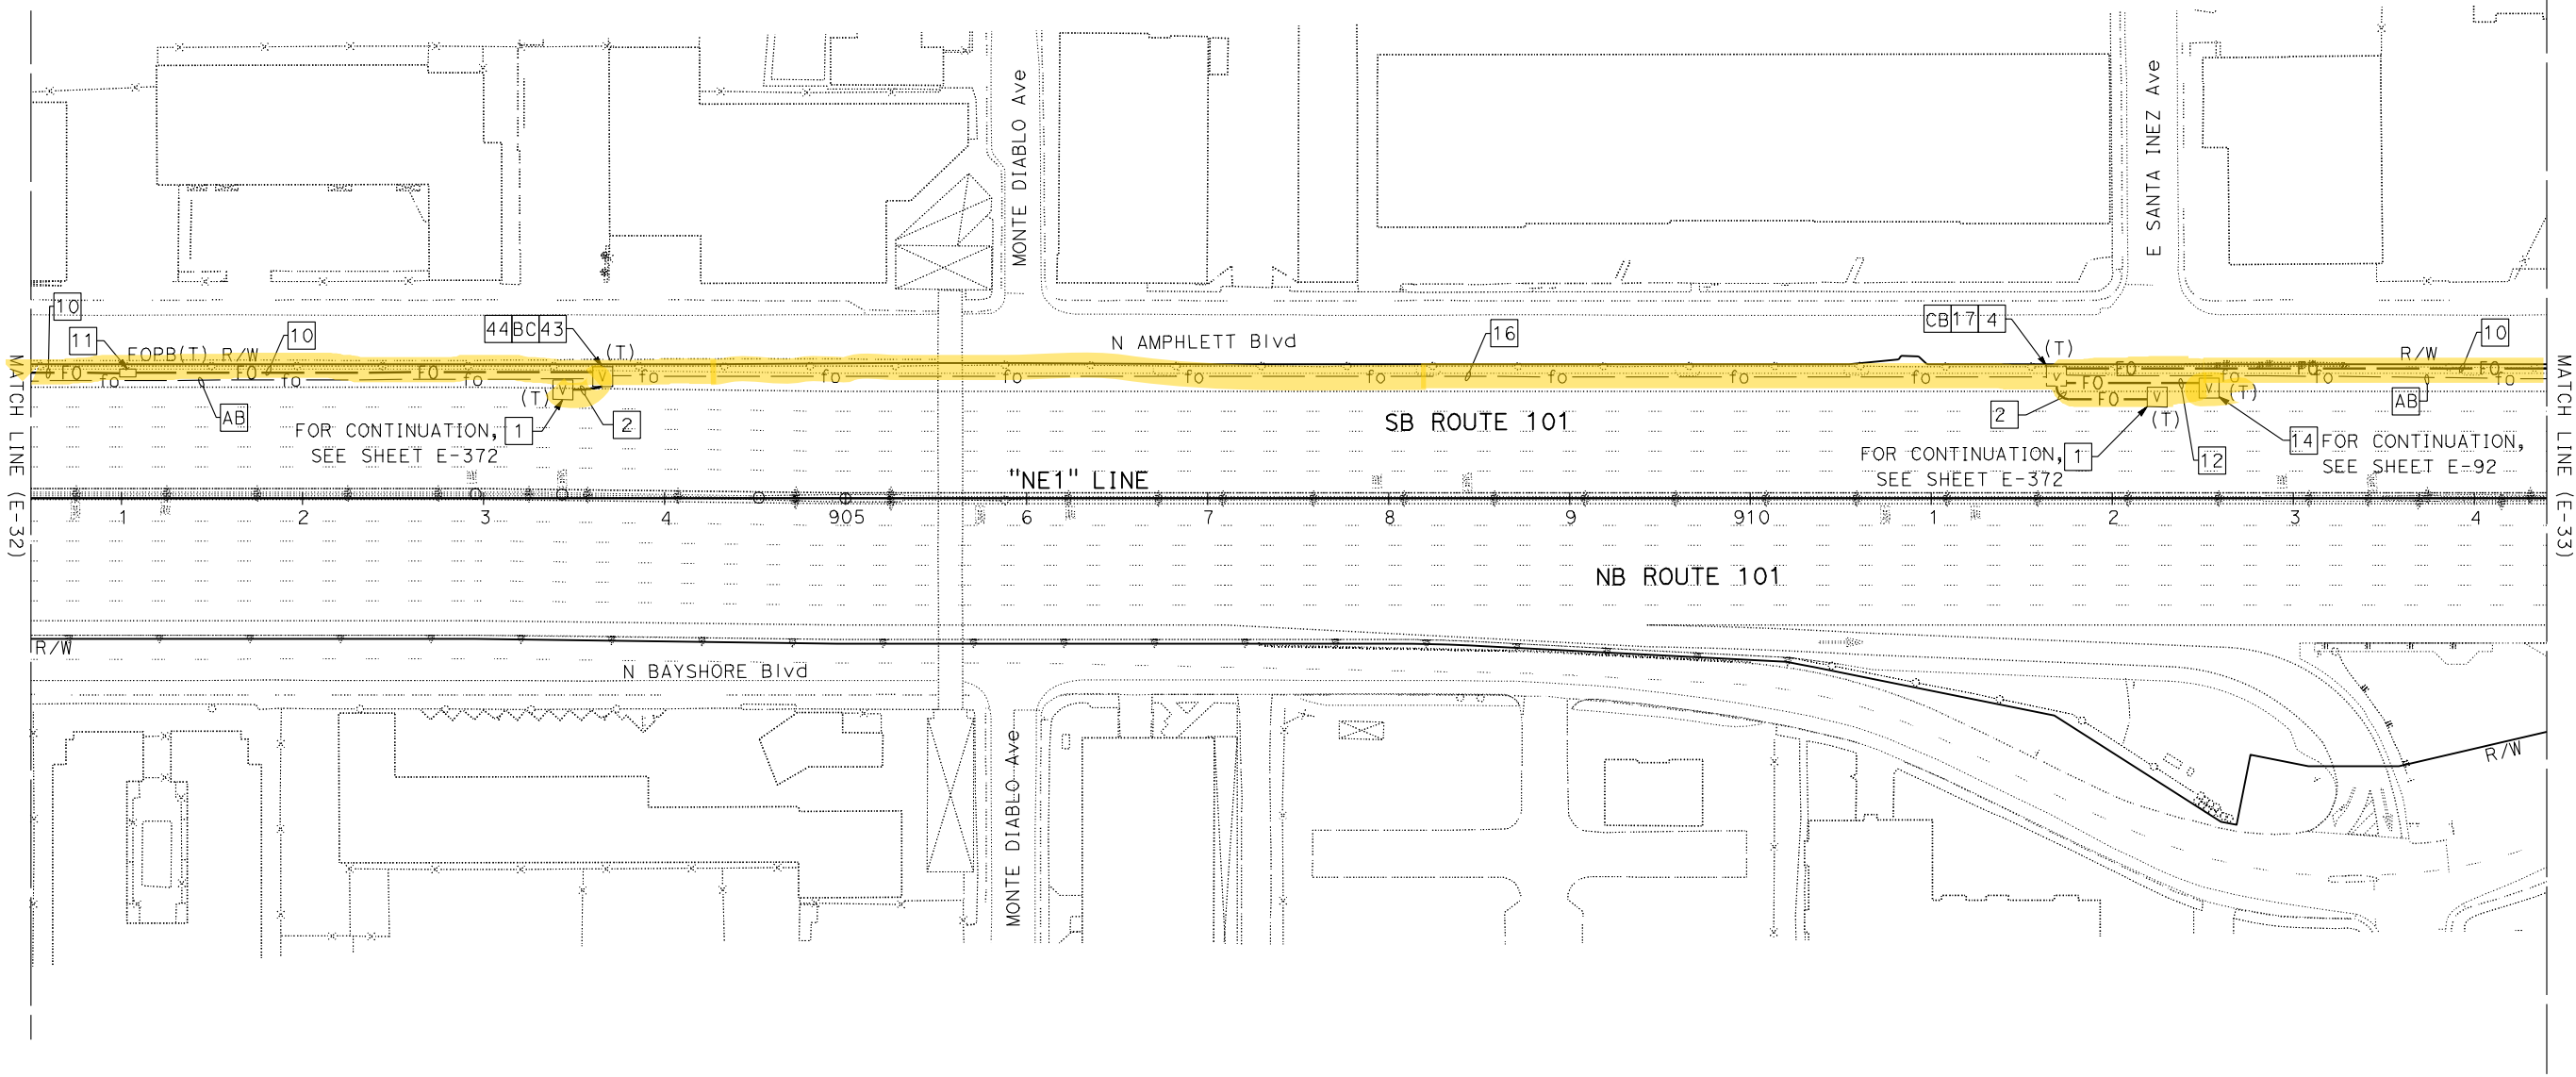 MONTE DIABLO Ave
E SANTA INEZ Ave
10
11
FOPB(T) R/W
10
44 BC 43
(T)
N AMPHLETT Blvd
16
CB 17 4
(T)
R/W
10
MATCH LINE (E-32)
FO
fo
FO
fo
FO
fo
V
fo
fo
fo
fo
fo
fo
fo
fo
V
FO
FO
fo
FO
fo
FO
fo
MATCH LINE (E-33)
AB
(T)
V
1
2
FO
FO
V
(T)
V
(T)
AB
FOR CONTINUATION,
SEE SHEET E-372
SB ROUTE 101
2
FOR CONTINUATION,
SEE SHEET E-372
1
12
14
FOR CONTINUATION,
SEE SHEET E-92
"NE1" LINE
1 2 3 4 905 6 7 8 9 910 1 2 3 4
NB ROUTE 101
R/W
N BAYSHORE Blvd
MONTE DIABLO Ave
R/W